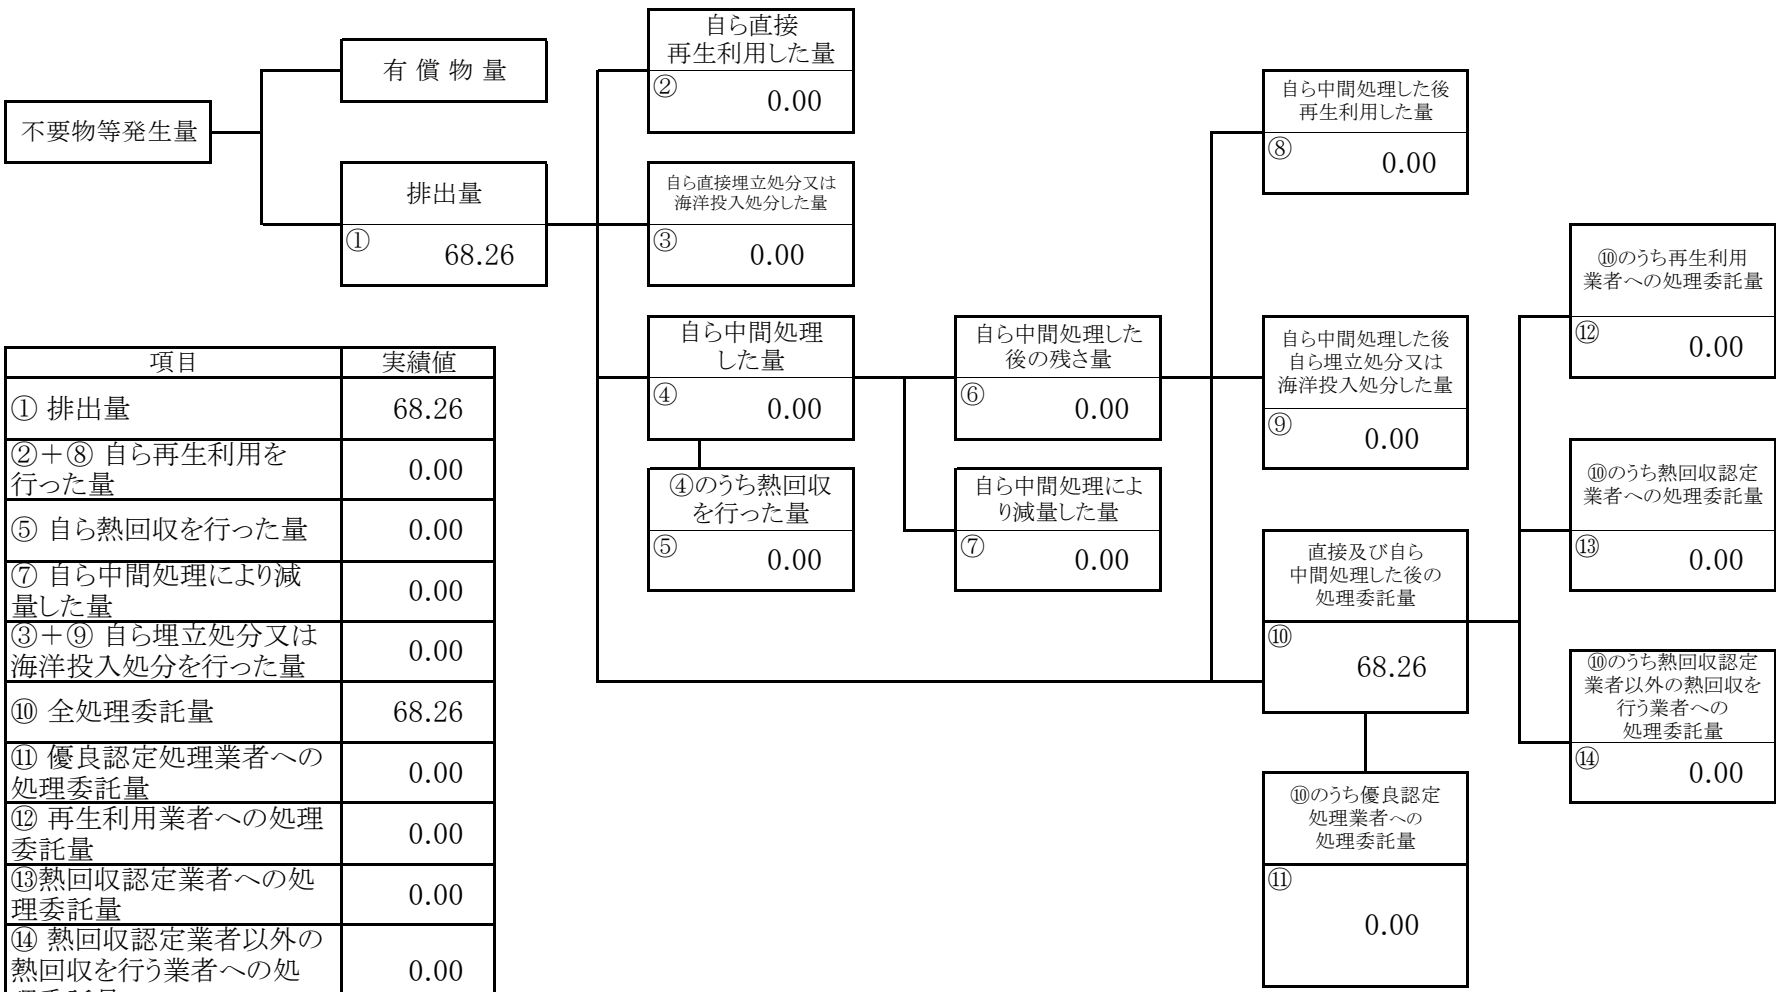 不要物等発生量
有 償 物 量
排出量
①
68.26
自ら直接
再生利用した量
②
0.00
自ら直接埋立処分又は
海洋投入処分した量
③
0.00
自ら中間処理
した量
④
0.00
④のうち熱回収
を行った量
⑤
0.00
自ら中間処理した
後の残さ量
⑥
0.00
自ら中間処理によ
り減量した量
⑦
0.00
自ら中間処理した後
再生利用した量
⑧
0.00
自ら中間処理した後
自ら埋立処分又は
海洋投入処分した量
⑨
0.00
直接及び自ら
中間処理した後の
処理委託量
⑩
68.26
⑩のうち優良認定
処理業者への
処理委託量
⑪
0.00
⑩のうち再生利用
業者への処理委託量
⑫
0.00
⑩のうち熱回収認定
業者への処理委託量
⑬
0.00
⑩のうち熱回収認定
業者以外の熱回収を
行う業者への
処理委託量
⑭
0.00
項目 実績値
① 排出量 68.26
②＋⑧ 自ら再生利用を
行った量 0.00
⑤ 自ら熱回収を行った量 0.00
⑦ 自ら中間処理により減
量した量 0.00
③＋⑨ 自ら埋立処分又は
海洋投入処分を行った量 0.00
⑩ 全処理委託量 68.26
⑪ 優良認定処理業者への
処理委託量 0.00
⑫ 再生利用業者への処理
委託量 0.00
⑬熱回収認定業者への処
理委託量 0.00
⑭ 熱回収認定業者以外の
熱回収を行う業者への処 0.00